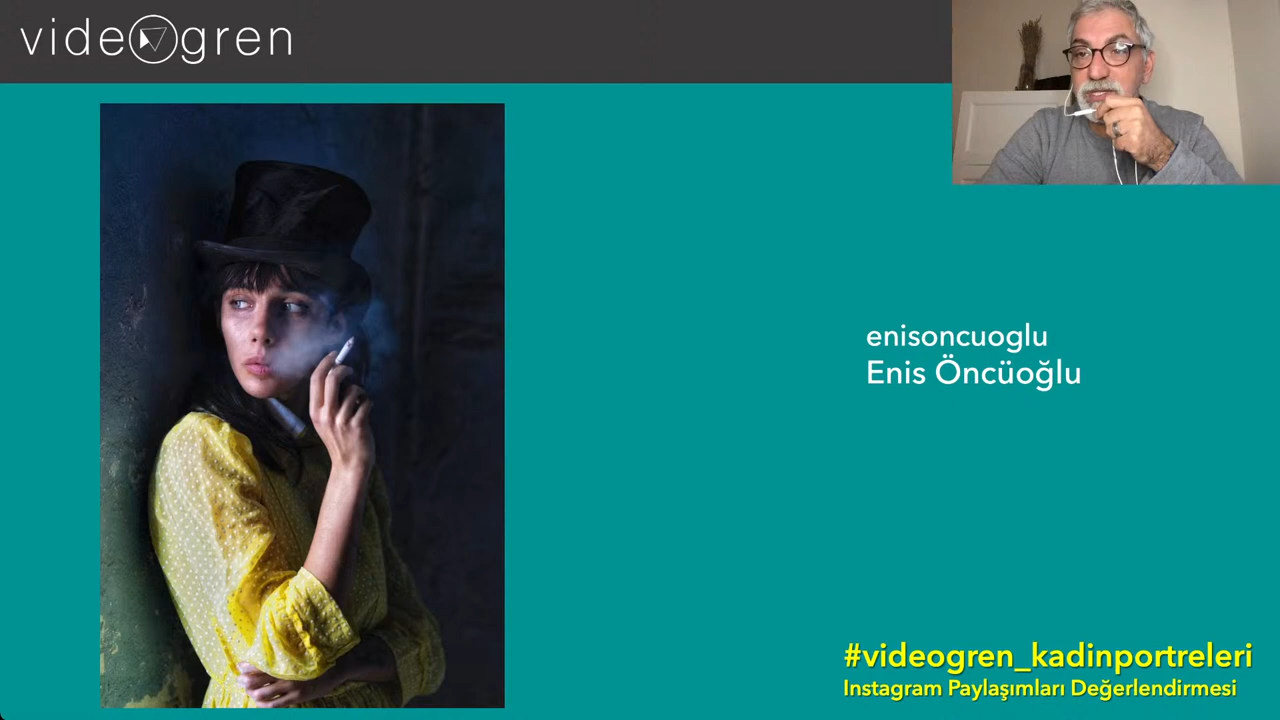 videogren
enisoncuoglu
Enis Öncüoğlu
#videogren_kadinportreleri
Instagram Paylaşımları Değerlendirmesi